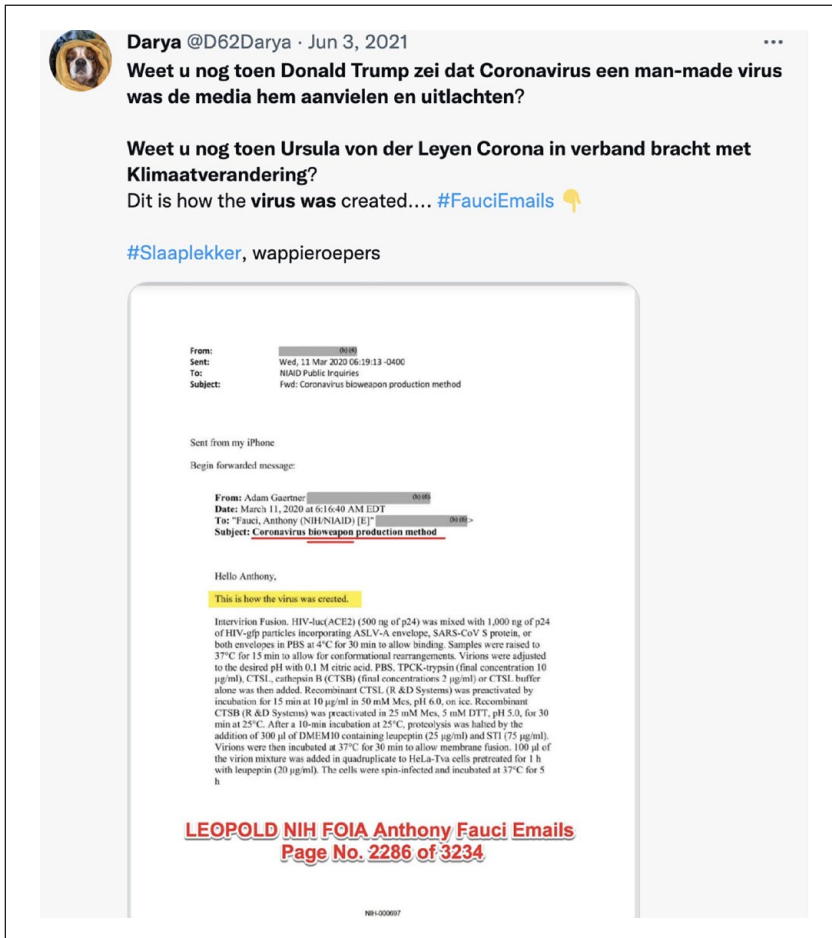 Darya @D62Darya · Jun 3, 2021
Weet u nog toen Donald Trump zei dat Coronavirus een man-made virus
was de media hem aanvielen en uitlachten?
Weet u nog toen Ursula von der Leyen Corona in verband bracht met
Klimaatverandering?
Dit is how the virus was created.... #FauciEmails 👇
#Slaaplekker, wappieroepers
From: (b) (6)
Sent: Wed, 11 Mar 2020 06:19:13 -0400
To: NIAID Public Inquiries
Subject: Fwd: Coronavirus bioweapon production method
Sent from my iPhone
Begin forwarded message:
From: Adam Gaertner (b) (6)
Date: March 11, 2020 at 6:16:40 AM EDT
To: "Fauci, Anthony (NIH/NIAID) [E]" (b) (6) >
Subject: Coronavirus bioweapon production method
Hello Anthony,
This is how the virus was created.
Intervirion Fusion. HIV-luc(ACE2) (500 ng of p24) was mixed with 1,000 ng of p24
of HIV-gfp particles incorporating ASLV-A envelope, SARS-CoV S protein, or
both envelopes in PBS at 4°C for 30 min to allow binding. Samples were raised to
37°C for 15 min to allow for conformational rearrangements. Virions were adjusted
to the desired pH with 0.1 M citric acid. PBS, TPCK-trypsin (final concentration 10
µg/ml), CTSL, cathepsin B (CTSB) (final concentrations 2 µg/ml) or CTSL buffer
alone was then added. Recombinant CTSL (R &D Systems) was preactivated by
incubation for 15 min at 10 µg/ml in 50 mM Mes, pH 6.0, on ice. Recombinant
CTSB (R &D Systems) was preactivated in 25 mM Mes, 5 mM DTT, pH 5.0, for 30
min at 25°C. After a 10-min incubation at 25°C, proteolysis was halted by the
addition of 300 µl of DMEM10 containing leupeptin (25 µg/ml) and STI (75 µg/ml).
Virions were then incubated at 37°C for 30 min to allow membrane fusion. 100 µl of
the virion mixture was added in quadruplicate to HeLa-Tva cells pretreated for 1 h
with leupeptin (20 µg/ml). The cells were spin-infected and incubated at 37°C for 5
h
LEOPOLD NIH FOIA Anthony Fauci Emails
Page No. 2286 of 3234
NIH-000697